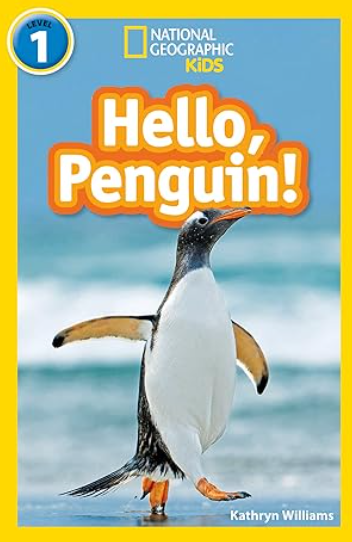 LEVEL
1
NATIONAL
GEOGRAPHIC
KiDS
Hello,
Penguin!
Kathryn Williams